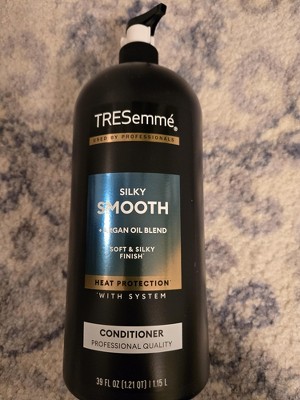 TRESemmé
USED BY PROFESSIONALS
SILKY
SMOOTH
+ ARGAN OIL BLEND
SOFT & SILKY
FINISH*
HEAT PROTECTION*
*WITH SYSTEM
CONDITIONER
PROFESSIONAL QUALITY
39 FL OZ (1.21 QT) | 1.15 L